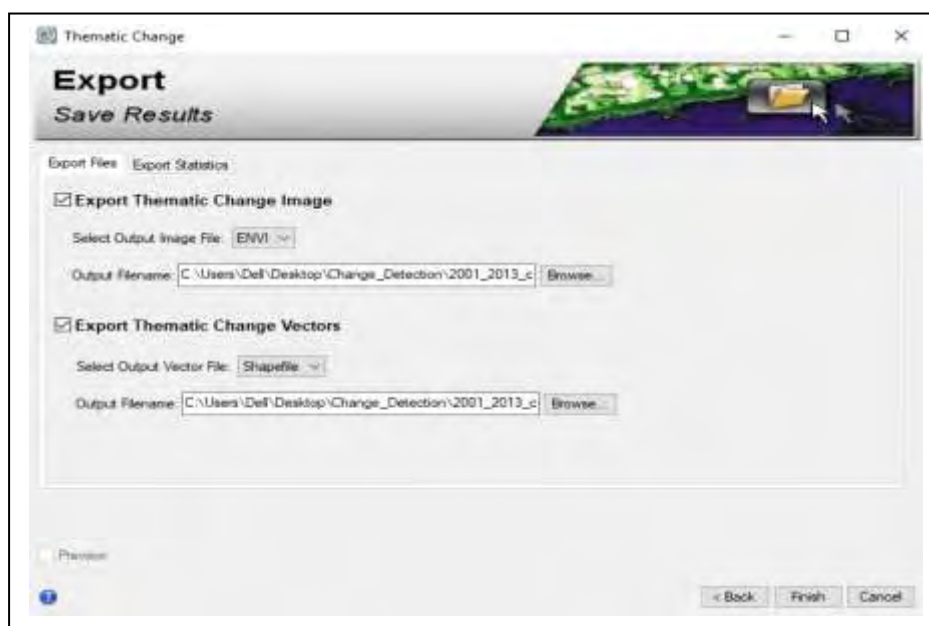 Thematic Change
Export
Save Results
Export Files Export Statistics
Export Thematic Change Image
Select Output Image File: ENVI
Output Filename: C:\Users\Dell\Desktop\Change_Detection\2001_2013_c Browse...
Export Thematic Change Vectors
Select Output Vector File: Shapefile
Output Filename: C:\Users\Dell\Desktop\Change_Detection\2001_2013_c Browse...
Preview
< Back Finish Cancel